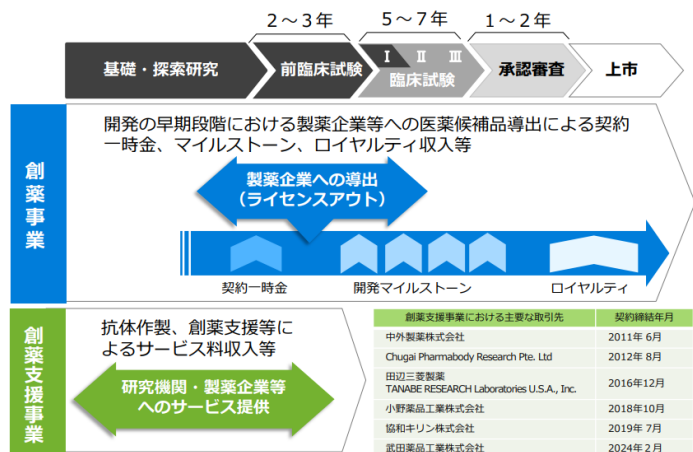 2～3年
5～7年
1～2年
基礎・探索研究
前臨床試験
Ⅰ Ⅱ Ⅲ
臨床試験
承認審査
上市
創薬事業
開発の早期段階における製薬企業等への医薬候補品導出による契約
一時金、マイルストーン、ロイヤルティ収入等
製薬企業への導出
（ライセンスアウト）
契約一時金
開発マイルストーン
ロイヤルティ
創薬支援事業
抗体作製、創薬支援等に
よるサービス料収入等
研究機関・製薬企業等
へのサービス提供
創薬支援事業における主要な取引先 契約締結年月
中外製薬株式会社 2011年 6月
Chugai Pharmabody Research Pte. Ltd 2012年 8月
田辺三菱製薬
TANABE RESEARCH Laboratories U.S.A., Inc. 2016年12月
小野薬品工業株式会社 2018年10月
協和キリン株式会社 2019年 7月
武田薬品工業株式会社 2024年2月